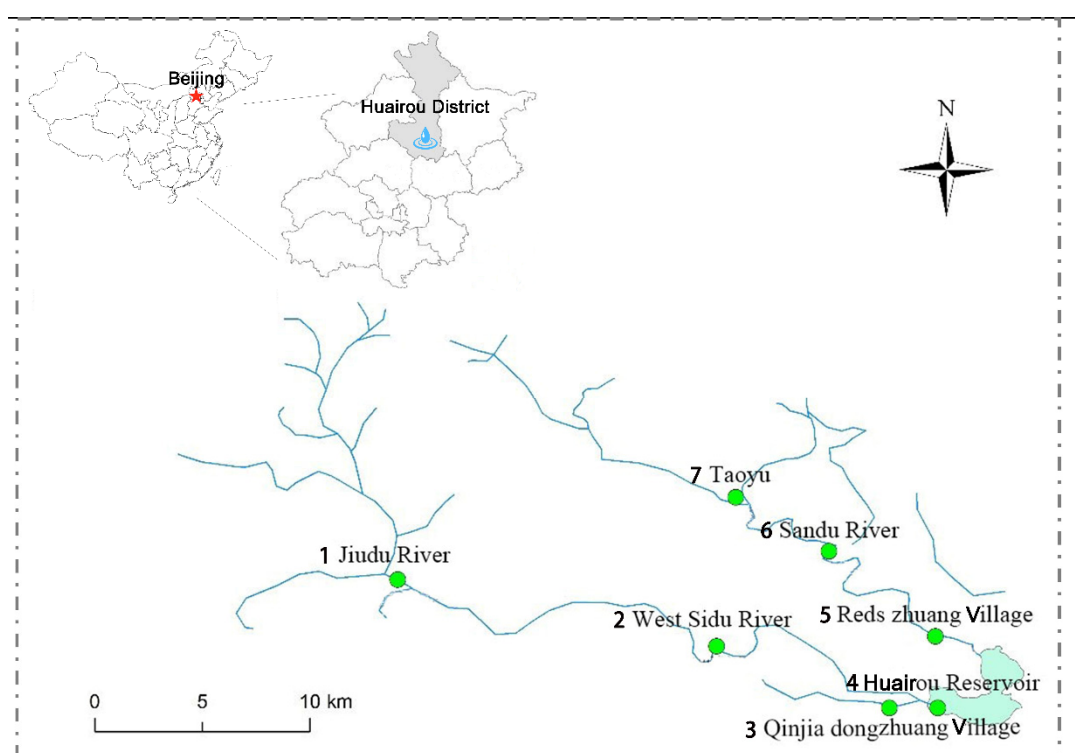 Beijing
Huairou District
N
7 Taoyu
6 Sandu River
1 Jiudu River
5 Reds zhuang Village
2 West Sidu River
4 Huairou Reservoir
0 5 10 km
3 Qinjia dongzhuang Village